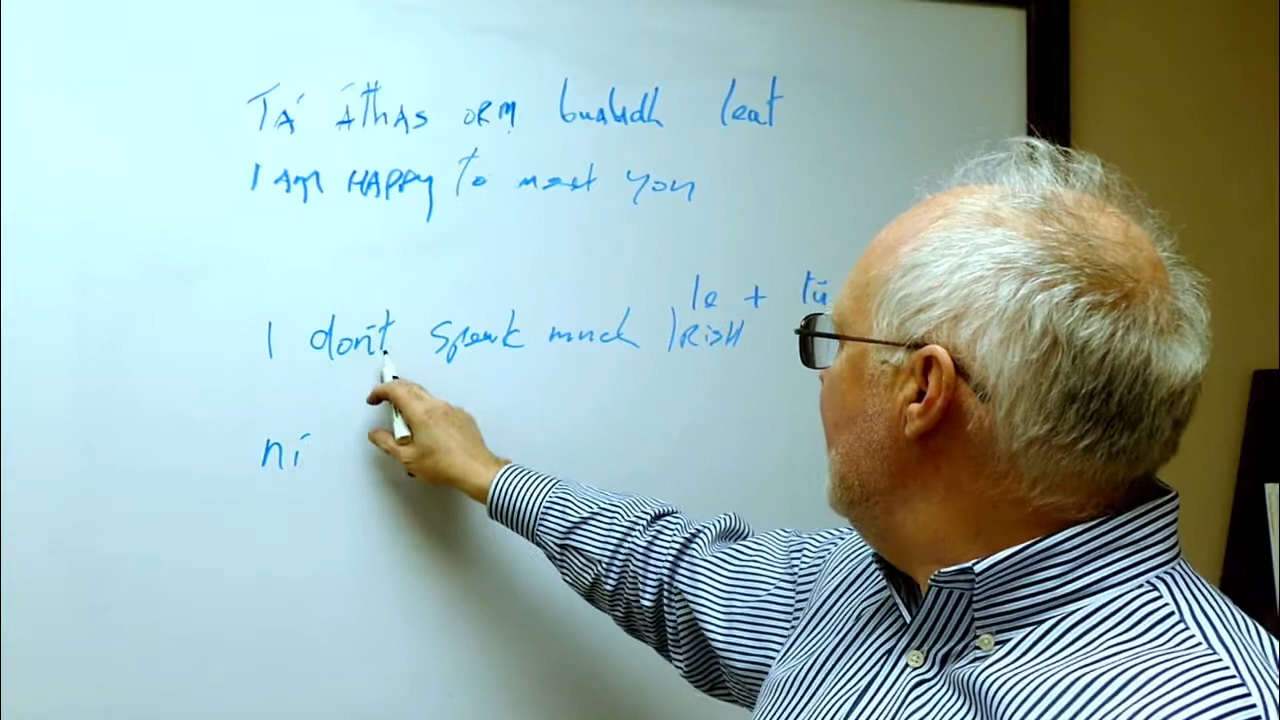 Tá áthas orm bualadh leat
I am happy to meet you
le + tú
I don't speak much Irish
ní